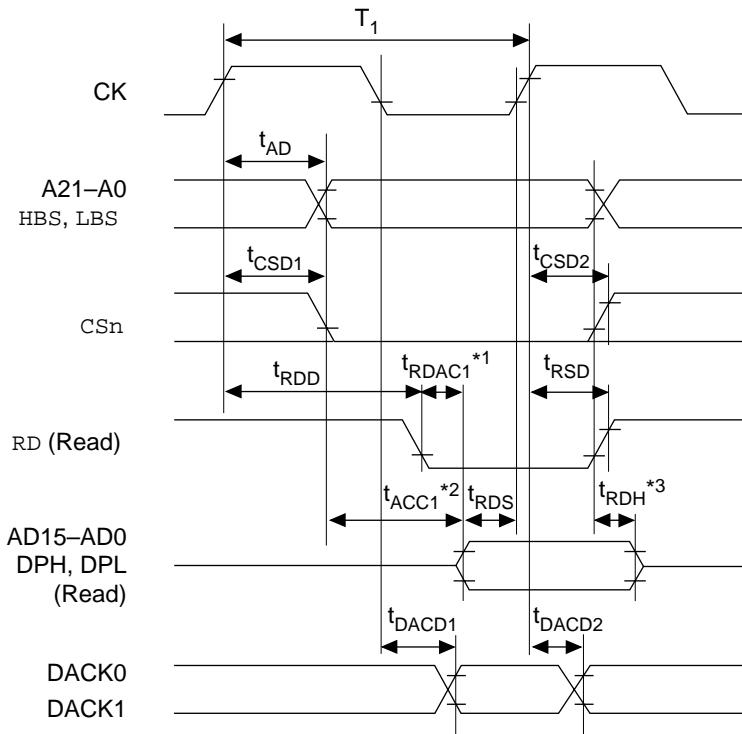 T1
CK
tAD
A21–A0
HBS, LBS
tCSD1
tCSD2
CSn
tRDD
tRDAC1*1
tRSD
RD (Read)
tACC1*2
tRDS
tRDH*3
AD15–AD0
DPH, DPL
(Read)
tDACD1
tDACD2
DACK0
DACK1